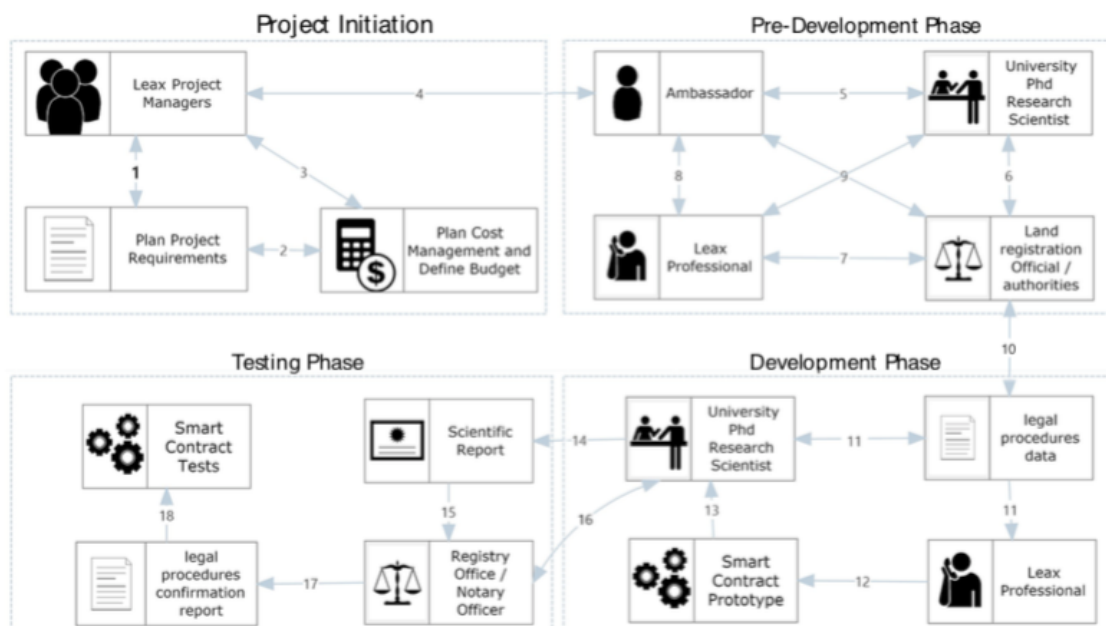 Project Initiation
Leax Project
Managers
1
3
Plan Project
Requirements
2
Plan Cost
Management and
Define Budget
4
Pre-Development Phase
Ambassador
5
University
Phd
Research
Scientist
8
9
6
Leax
Professional
7
Land
registration
Official /
authorities
10
Testing Phase
Smart
Contract
Tests
Scientific
Report
18
15
legal
procedures
confirmation
report
17
Registry
Office /
Notary
Officer
14
16
Development Phase
University
Phd
Research
Scientist
11
legal
procedures
data
13
11
Smart
Contract
Prototype
12
Leax
Professional